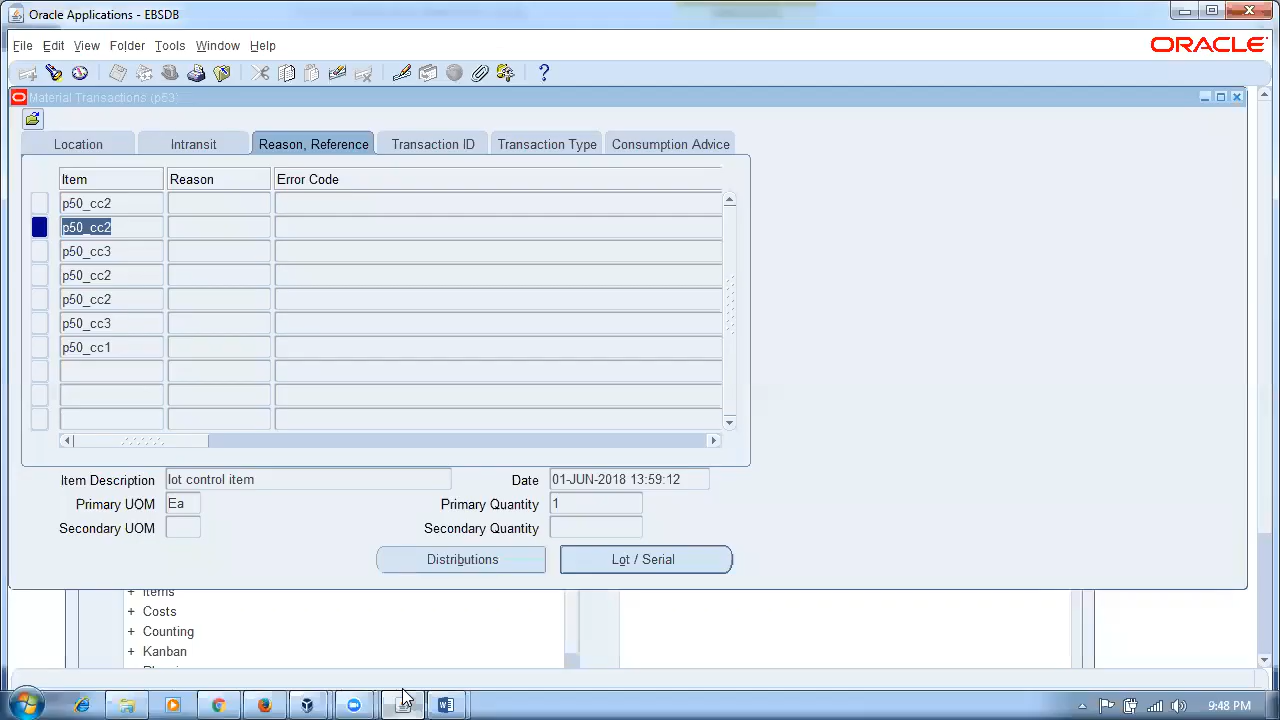 Oracle Applications - EBSDB
File Edit View Folder Tools Window Help
ORACLE
Material Transactions (p53)
Location Intransit Reason, Reference Transaction ID Transaction Type Consumption Advice
Item Reason Error Code
p50_cc2
p50_cc2
p50_cc3
p50_cc2
p50_cc2
p50_cc3
p50_cc1
Item Description lot control item Date 01-JUN-2018 13:59:12
Primary UOM Ea Primary Quantity 1
Secondary UOM Secondary Quantity
Distributions Lot / Serial
+ Items
+ Costs
+ Counting
+ Kanban
9:48 PM